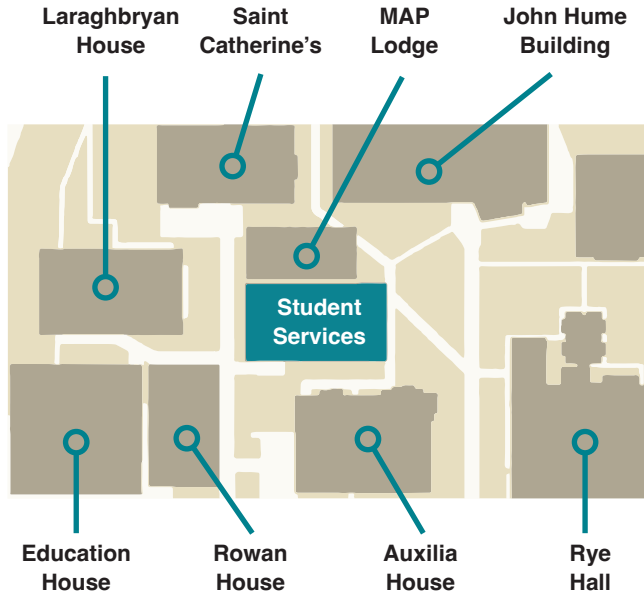 Laraghbryan
House
Saint
Catherine's
MAP
Lodge
John Hume
Building
Student
Services
Education
House
Rowan
House
Auxilia
House
Rye
Hall